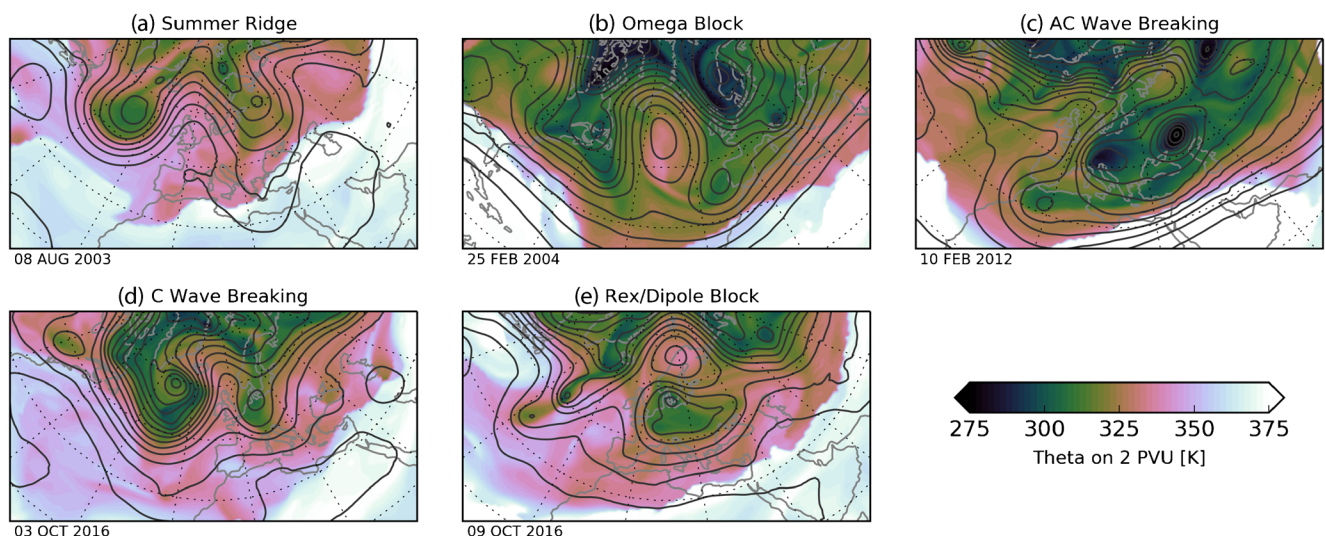 (a) Summer Ridge
(b) Omega Block
(c) AC Wave Breaking
08 AUG 2003
25 FEB 2004
10 FEB 2012
(d) C Wave Breaking
(e) Rex/Dipole Block
03 OCT 2016
09 OCT 2016
275 300 325 350 375
Theta on 2 PVU [K]